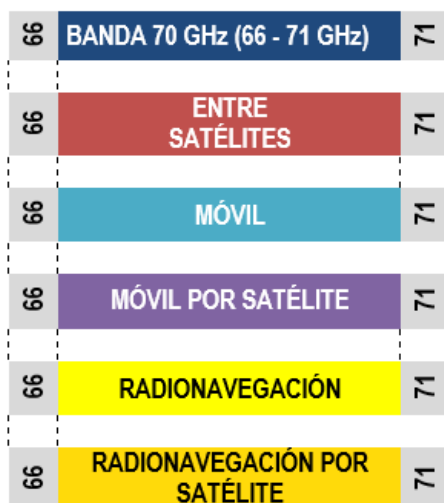 66 BANDA 70 GHz (66 - 71 GHz) 71
66 ENTRE 71
SATÉLITES
66 MÓVIL 71
66 MÓVIL POR SATÉLITE 71
66 RADIONAVEGACIÓN 71
66 RADIONAVEGACIÓN POR 71
SATÉLITE